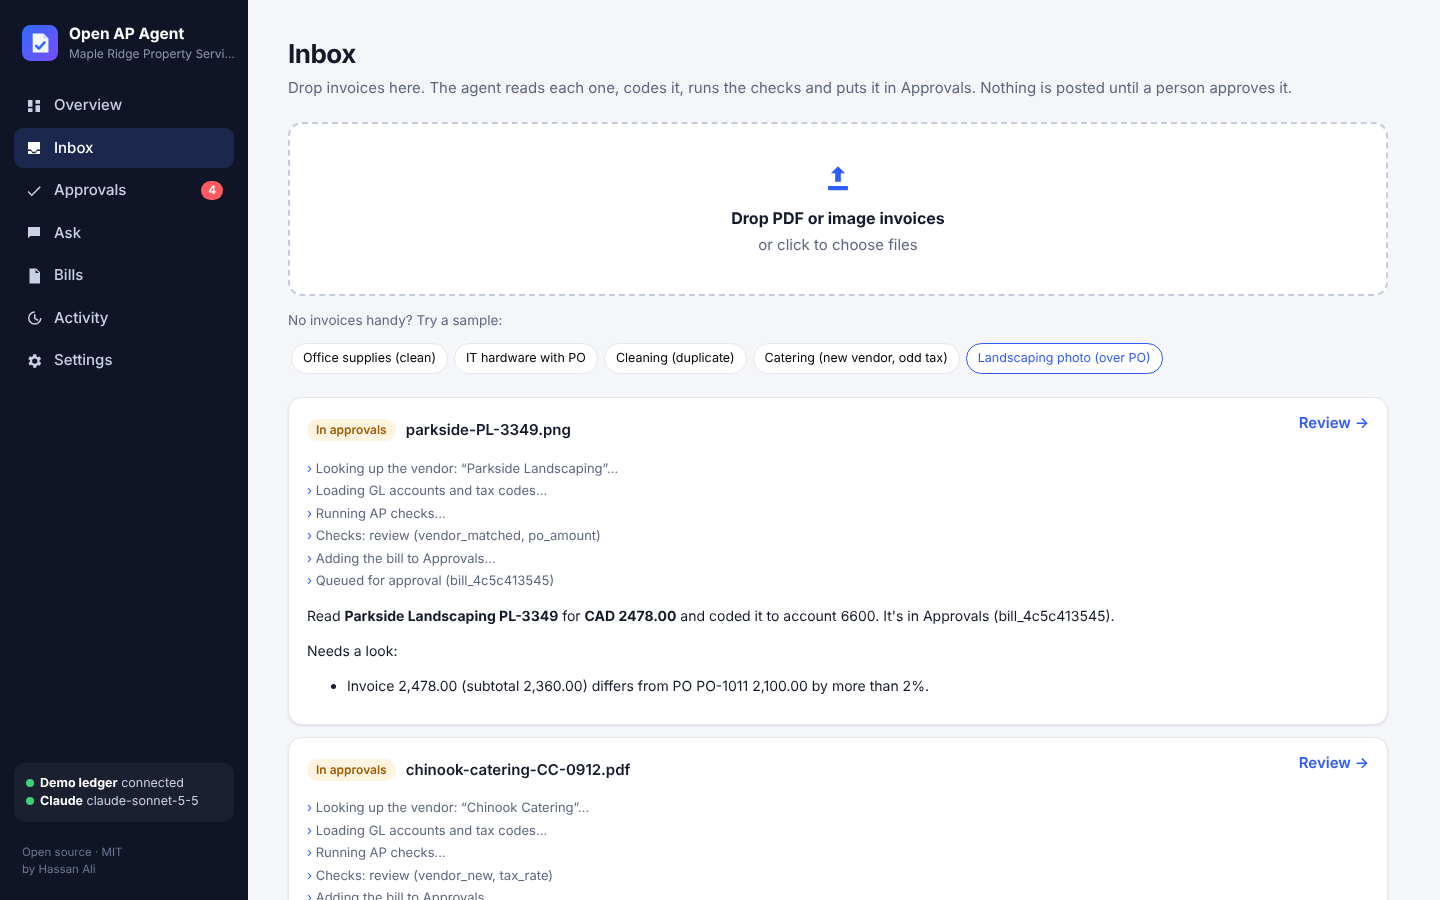 Open AP Agent
Maple Ridge Property Servi...
Overview
Inbox
Approvals 4
Ask
Bills
Activity
Settings
Demo ledger connected
Claude claude-sonnet-5-5
Open source · MIT
by Hassan Ali
Inbox
Drop invoices here. The agent reads each one, codes it, runs the checks and puts it in Approvals. Nothing is posted until a person approves it.
Drop PDF or image invoices
or click to choose files
No invoices handy? Try a sample:
Office supplies (clean) IT hardware with PO Cleaning (duplicate) Catering (new vendor, odd tax) Landscaping photo (over PO)
In approvals parkside-PL-3349.png Review →
› Looking up the vendor: “Parkside Landscaping”...
› Loading GL accounts and tax codes...
› Running AP checks...
› Checks: review (vendor_matched, po_amount)
› Adding the bill to Approvals...
› Queued for approval (bill_4c5c413545)
Read Parkside Landscaping PL-3349 for CAD 2478.00 and coded it to account 6600. It's in Approvals (bill_4c5c413545).
Needs a look:
• Invoice 2,478.00 (subtotal 2,360.00) differs from PO PO-1011 2,100.00 by more than 2%.
In approvals chinook-catering-CC-0912.pdf Review →
› Looking up the vendor: “Chinook Catering”...
› Loading GL accounts and tax codes...
› Running AP checks...
› Checks: review (vendor_new, tax_rate)
› Adding the bill to Approvals...